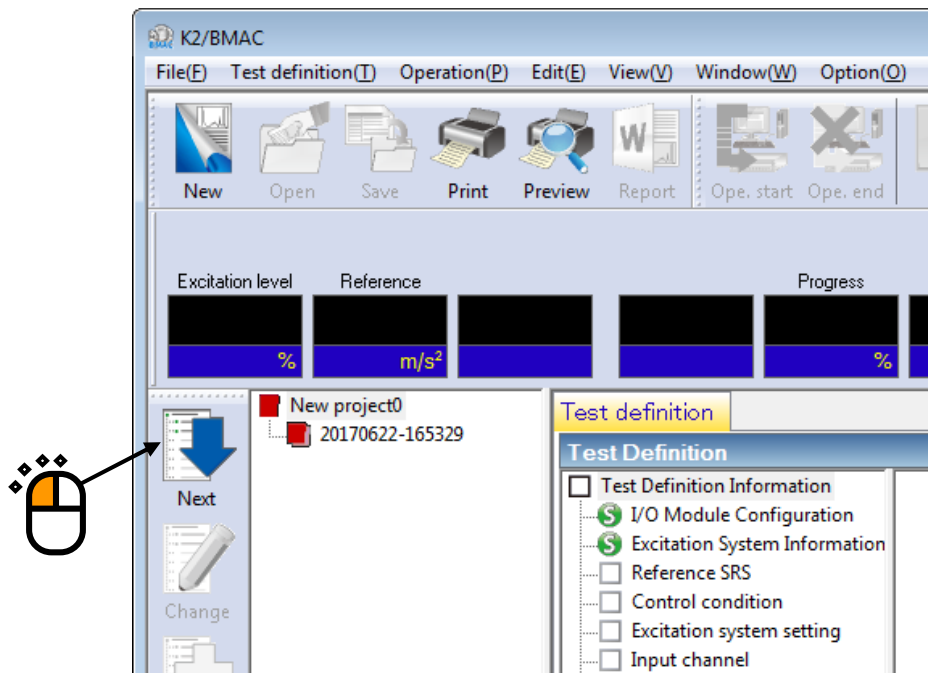 K2/BMAC
File(F) Test definition(T) Operation(P) Edit(E) View(V) Window(W) Option(O)
New Open Save Print Preview Report Ope. start Ope. end
Excitation level Reference Progress
% m/s² %
New project0
20170622-165329
Next
Change
Test definition
Test Definition
Test Definition Information
S I/O Module Configuration
S Excitation System Information
Reference SRS
Control condition
Excitation system setting
Input channel